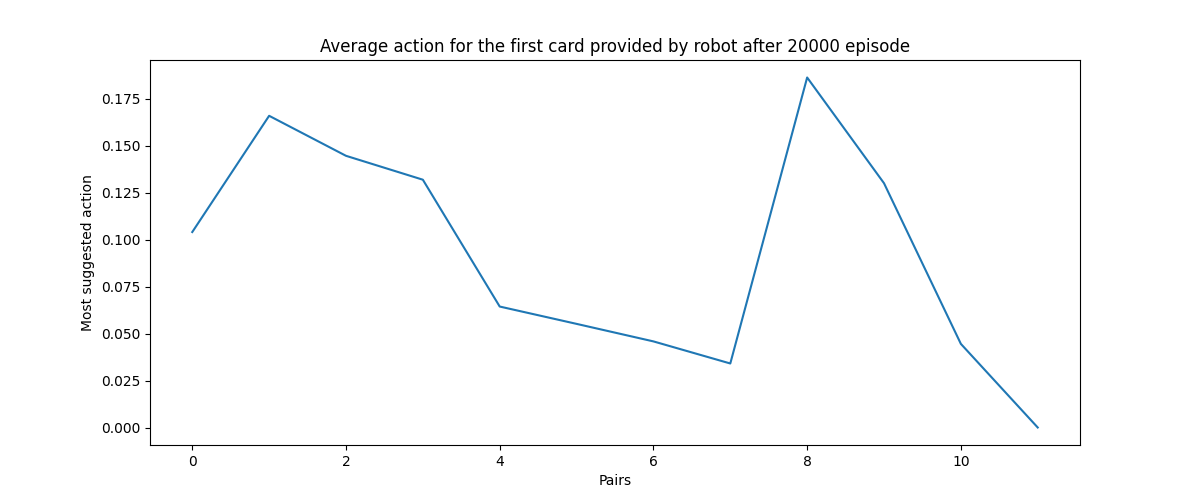 Average action for the first card provided by robot after 20000 episode
Most suggested action
0.175
0.150
0.125
0.100
0.075
0.050
0.025
0.000
0 2 4 6 8 10
Pairs